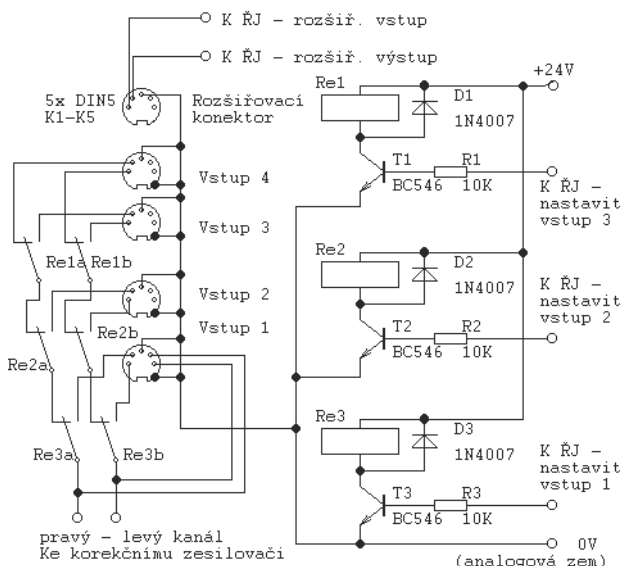 K ŘJ – rozšiř. vstup
K ŘJ – rozšiř. výstup
5x DIN5
K1-K5
Rozšiřovací
konektor
Vstup 4
Vstup 3
Re1a
Re1b
Vstup 2
Vstup 1
Re2b
Re2a
Re3a
Re3b
pravý – levý kanál
Ke korekčnímu zesilovači
+24V
Re1
D1
1N4007
T1
BC546
R1
10K
K ŘJ –
nastavit
vstup 3
Re2
D2
1N4007
T2
BC546
R2
10K
K ŘJ –
nastavit
vstup 2
Re3
D3
1N4007
T3
BC546
R3
10K
K ŘJ –
nastavit
vstup 1
0V
(analogová zem)